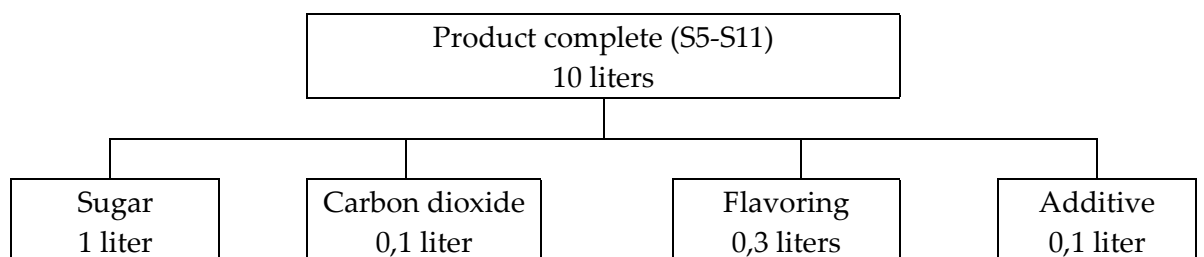 Product complete (S5-S11)
10 liters
Sugar
1 liter
Carbon dioxide
0,1 liter
Flavoring
0,3 liters
Additive
0,1 liter